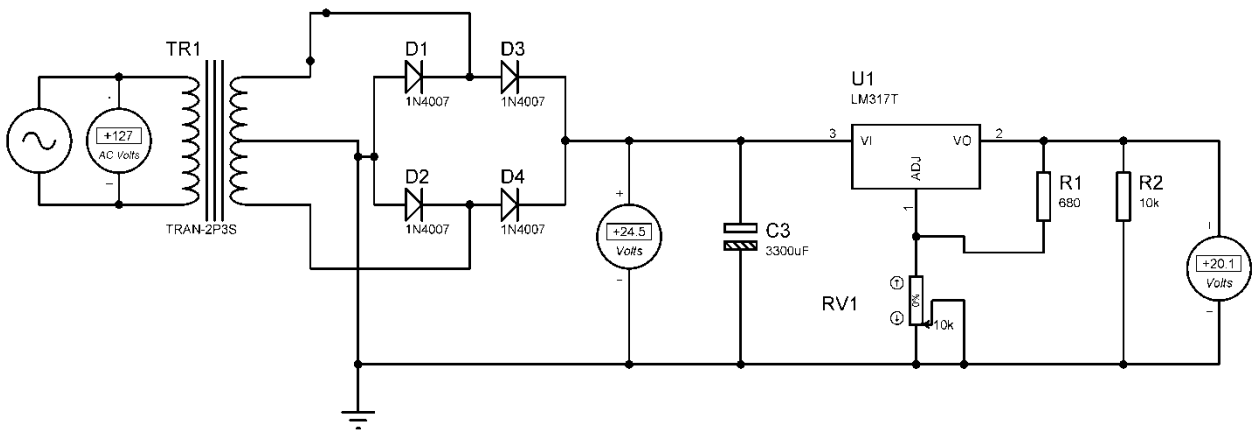 TR1
D1
D3
1N4007
1N4007
U1
LM317T
+127
AC Volts
3
VI
VO
2
ADJ
1
D2
D4
1N4007
1N4007
R1
680
R2
10k
TRAN-2P3S
+
+24.5
Volts
−
C3
3300uF
RV1
0%
10k
+
+20.1
Volts
−